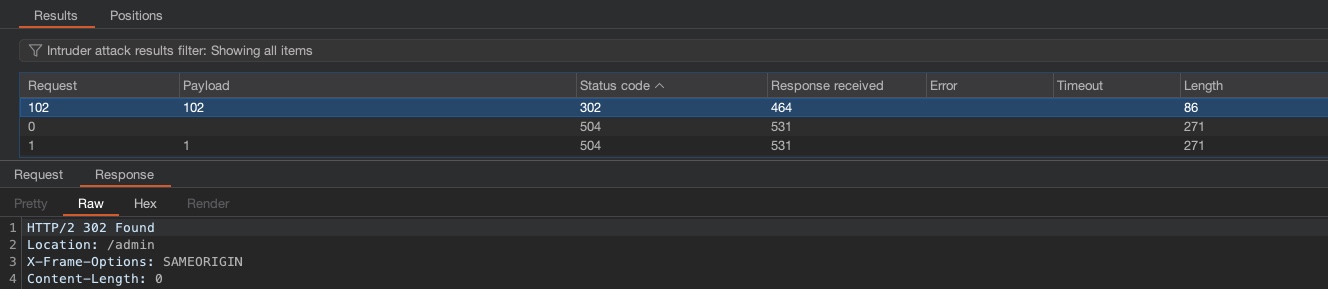 Results Positions
Intruder attack results filter: Showing all items
Request Payload Status code Response received Error Timeout Length
102 102 302 464 86
0 504 531 271
1 1 504 531 271
Request Response
Pretty Raw Hex Render
1 HTTP/2 302 Found
2 Location: /admin
3 X-Frame-Options: SAMEORIGIN
4 Content-Length: 0